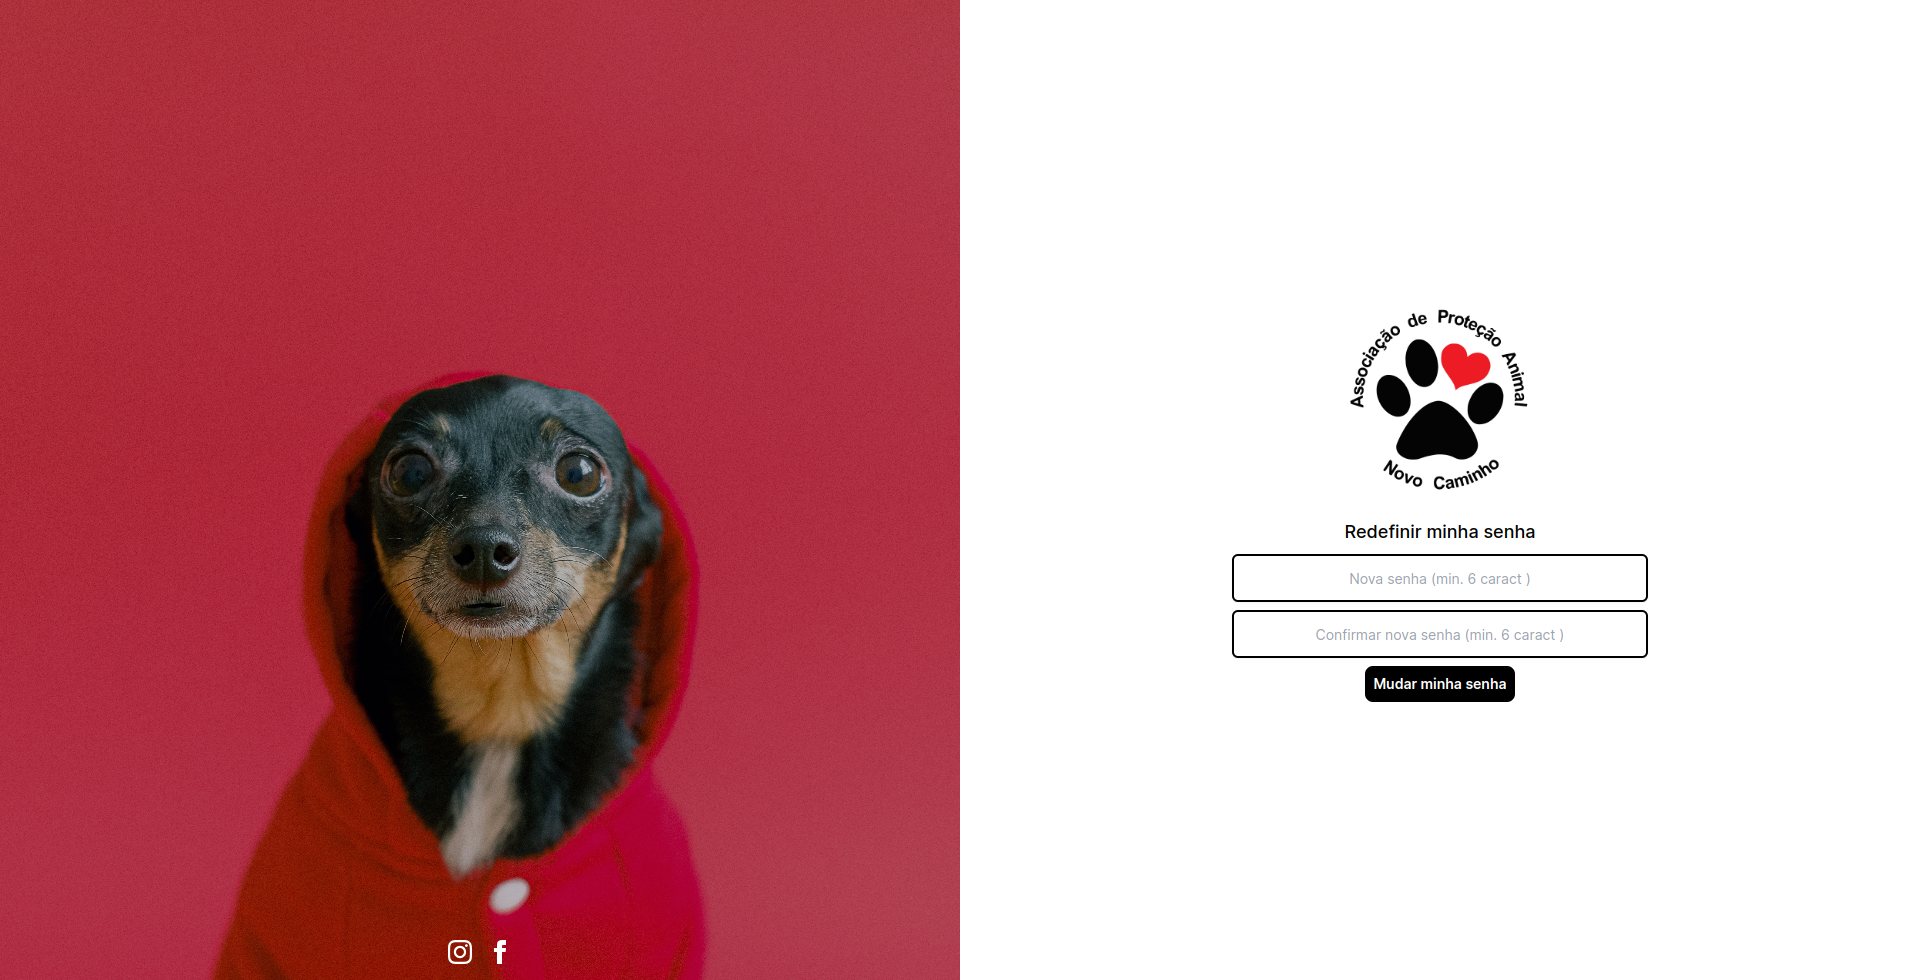 Associação de Proteção Animal
Novo Caminho
Redefinir minha senha
Nova senha (min. 6 caract )
Confirmar nova senha (min. 6 caract )
Mudar minha senha